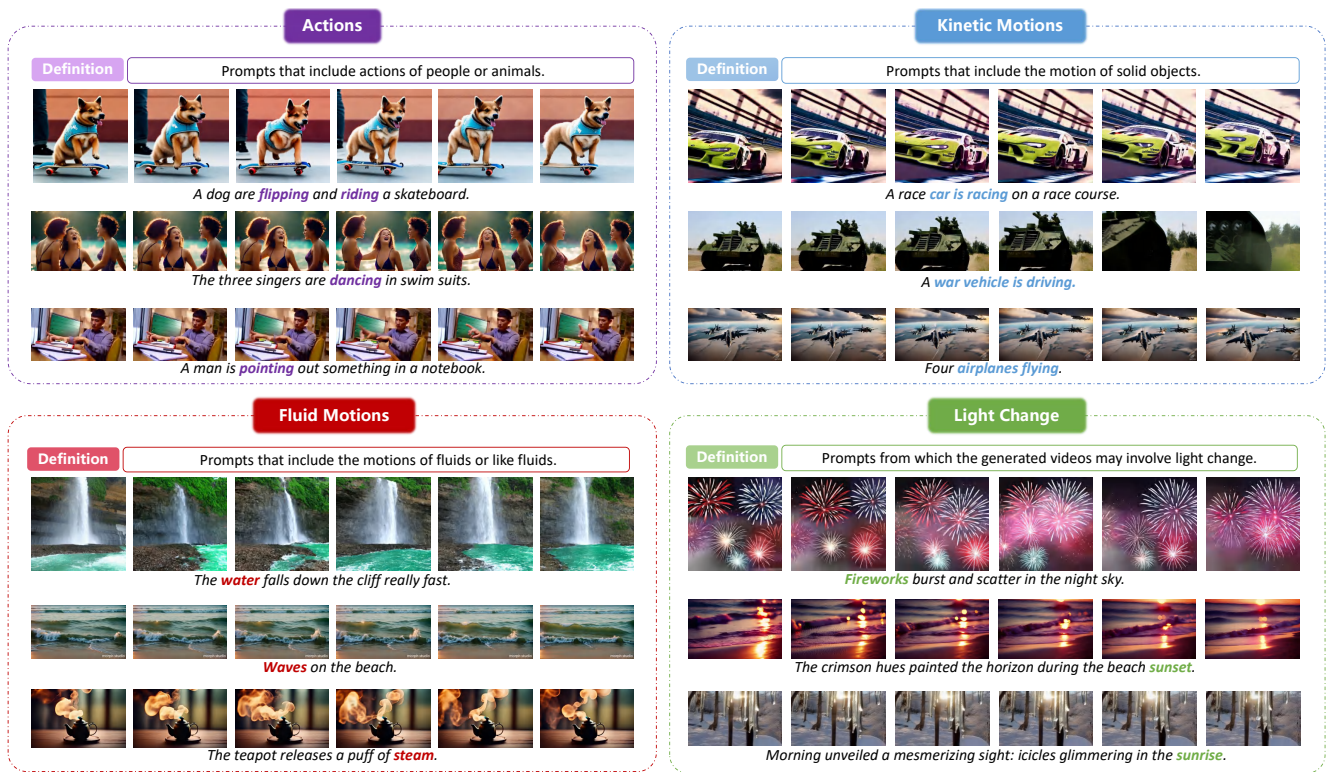 Actions
Definition
Prompts that include actions of people or animals.
A dog are flipping and riding a skateboard.
The three singers are dancing in swim suits.
A man is pointing out something in a notebook.
Kinetic Motions
Definition
Prompts that include the motion of solid objects.
A race car is racing on a race course.
A war vehicle is driving.
Four airplanes flying.
Fluid Motions
Definition
Prompts that include the motions of fluids or like fluids.
The water falls down the cliff really fast.
Waves on the beach.
The teapot releases a puff of steam.
Light Change
Definition
Prompts from which the generated videos may involve light change.
Fireworks burst and scatter in the night sky.
The crimson hues painted the horizon during the beach sunset.
Morning unveiled a mesmerizing sight: icicles glimmering in the sunrise.